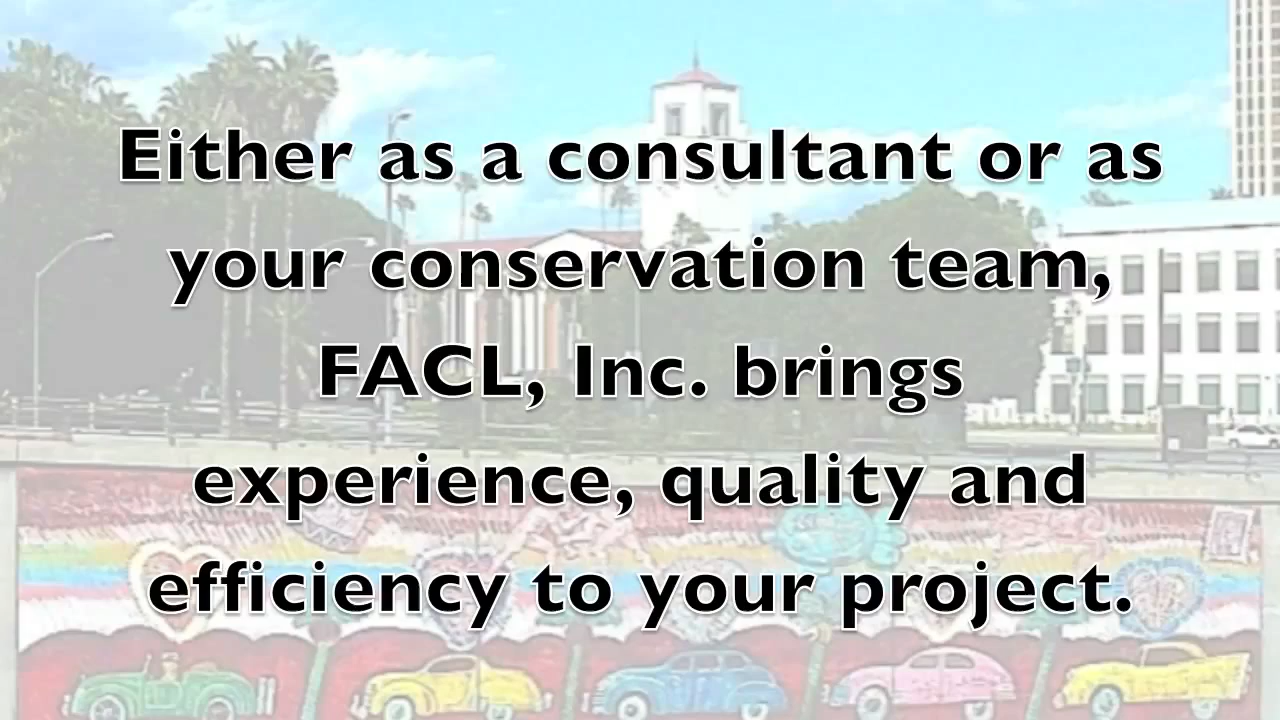 Either as a consultant or as
your conservation team,
FACL, Inc. brings
experience, quality and
efficiency to your project.